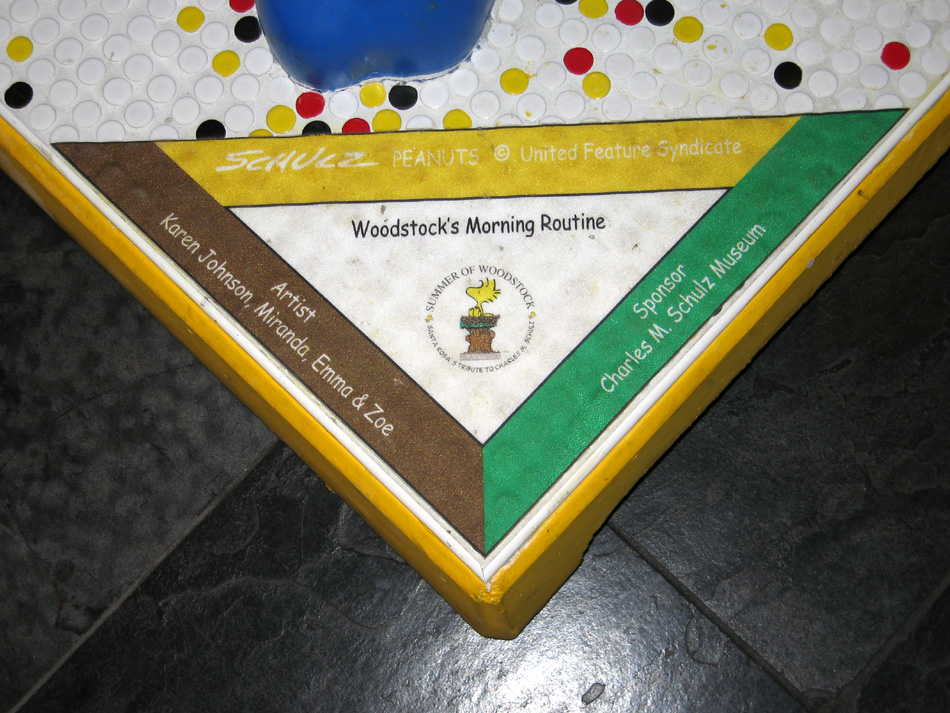 SCHULZ PEANUTS © United Feature Syndicate
Woodstock's Morning Routine
SUMMER OF WOODSTOCK
SANTA ROSA'S TRIBUTE TO CHARLES M. SCHULZ
Artist
Karen Johnson, Miranda, Emma & Zoe
Sponsor
Charles M. Schulz Museum